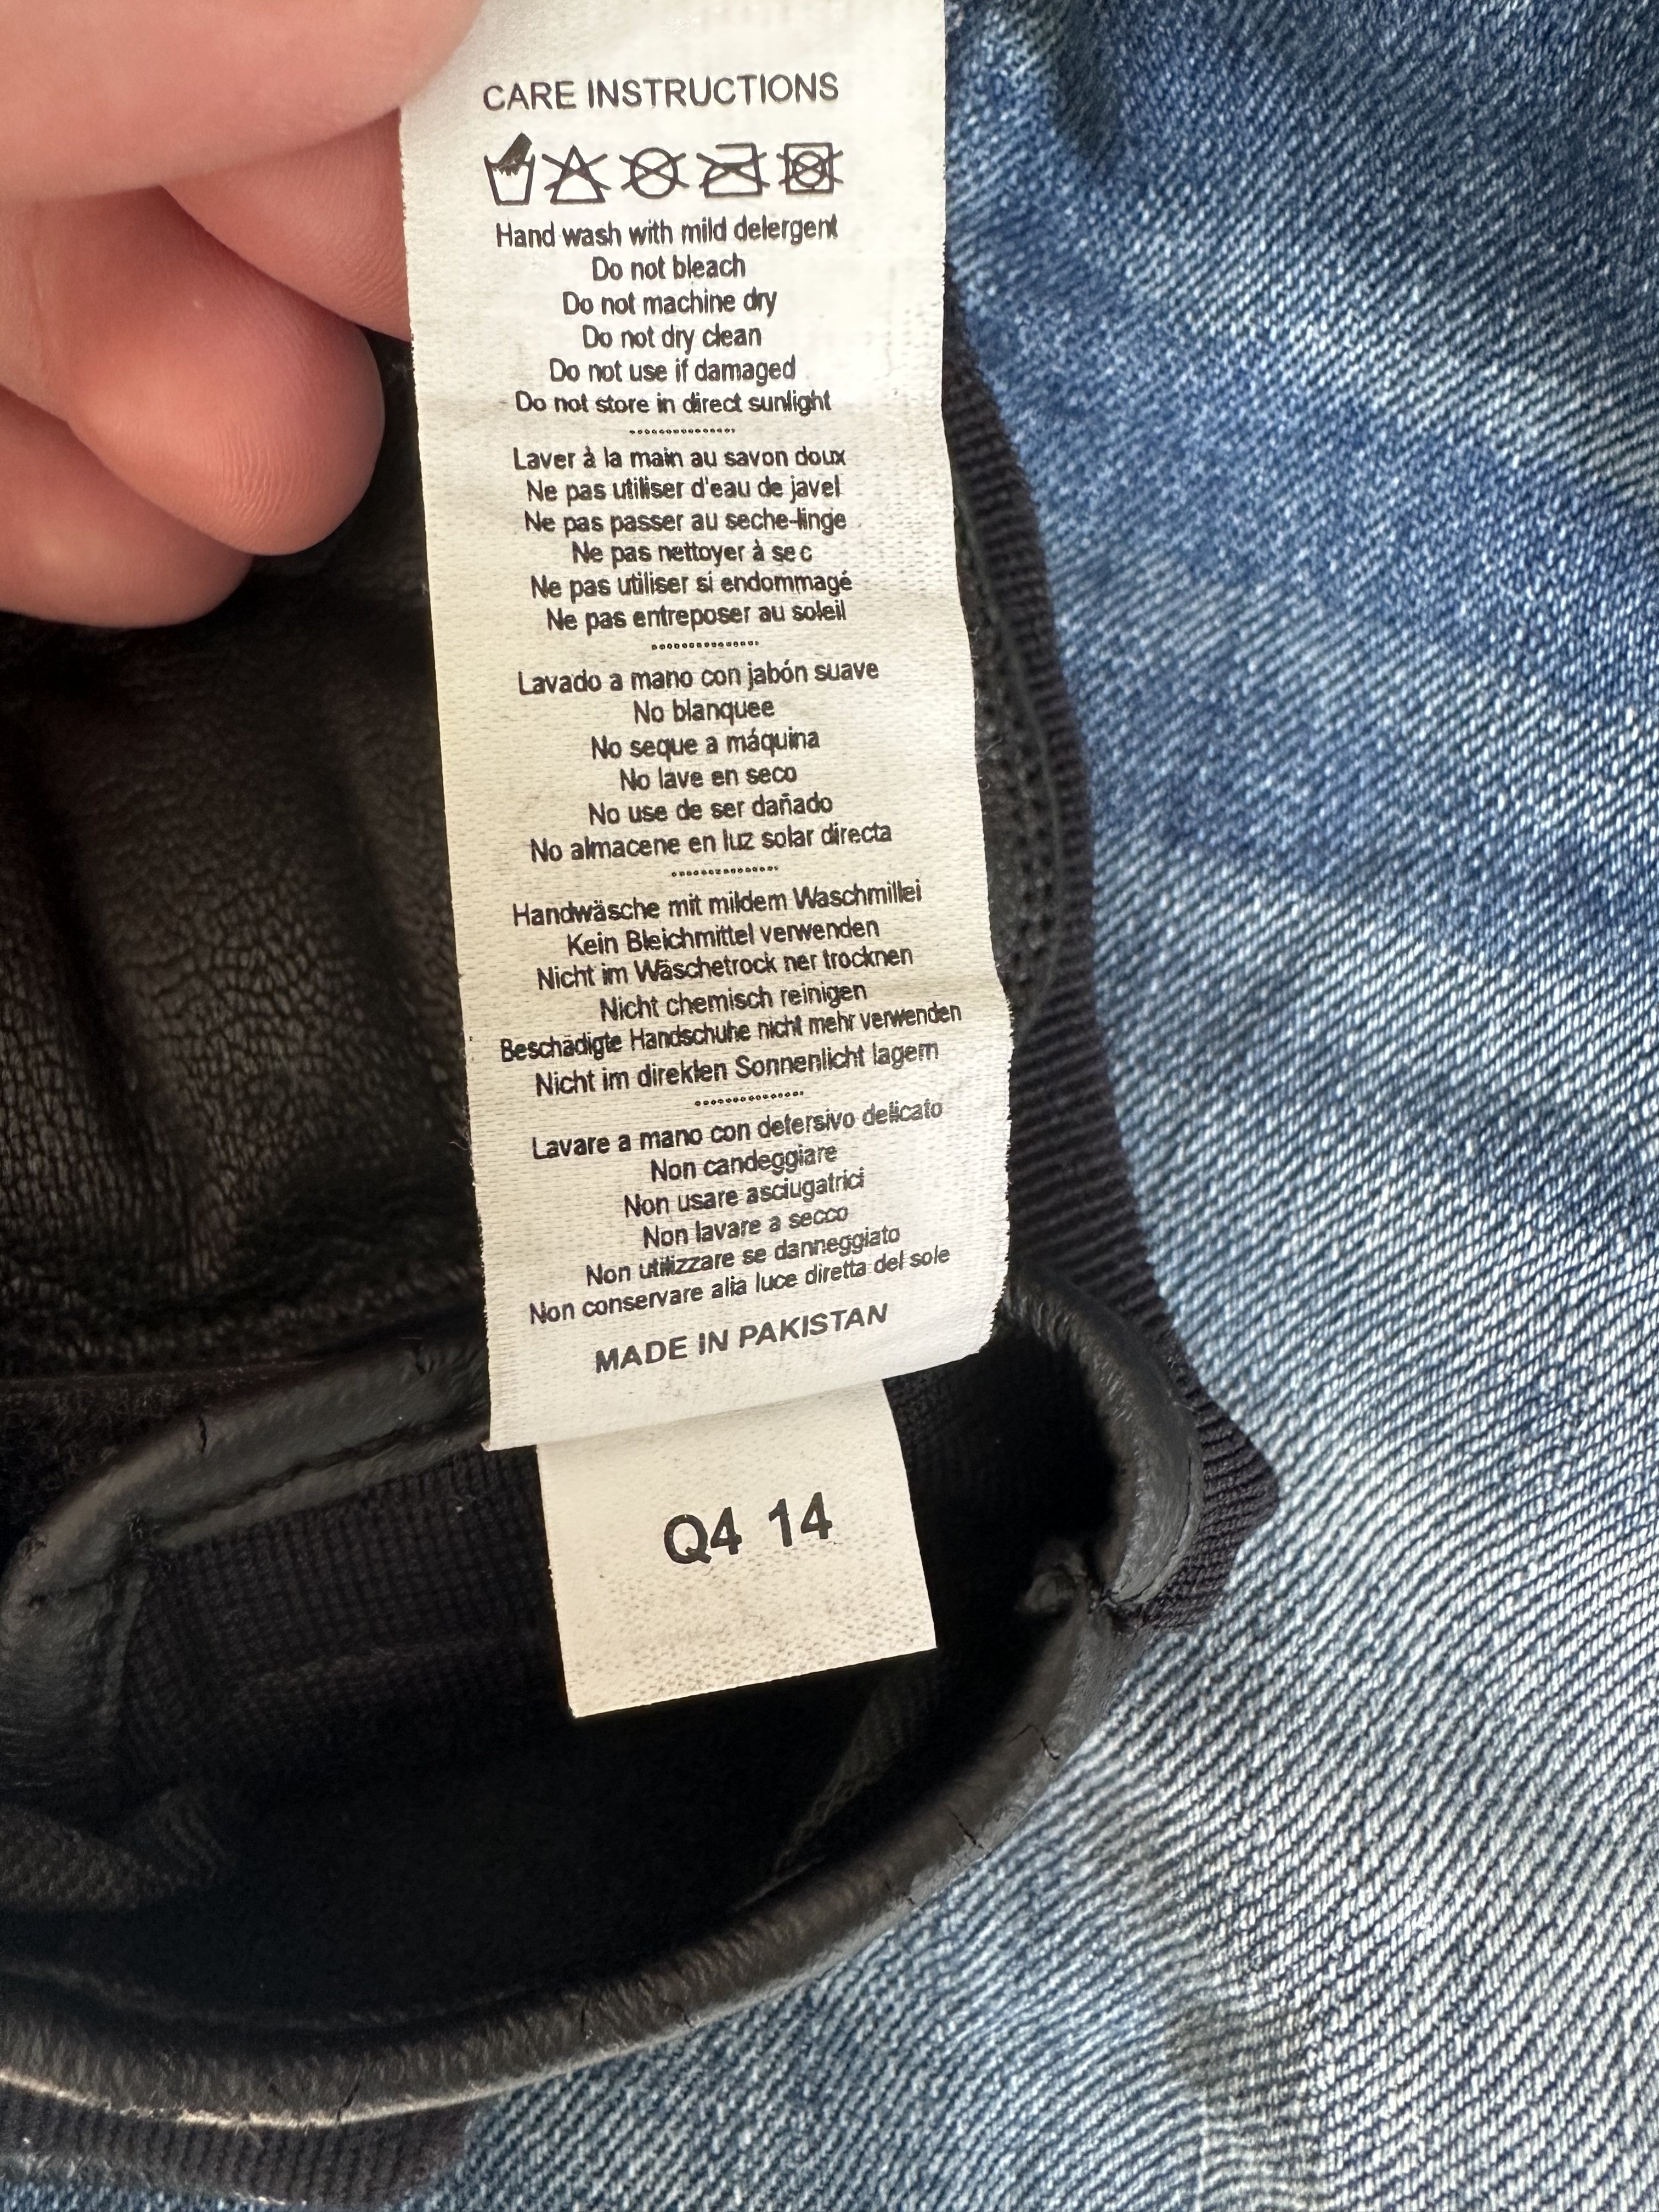 CARE INSTRUCTIONS
Hand wash with mild delergent
Do not bleach
Do not machine dry
Do not dry clean
Do not use if damaged
Do not store in direct sunlight
Laver à la main au savon doux
Ne pas utiliser d'eau de javel
Ne pas passer au seche-linge
Ne pas nettoyer à sec
Ne pas utiliser si endommagé
Ne pas entreposer au soleil
Lavado a mano con jabón suave
No blanquee
No seque a máquina
No lave en seco
No use de ser dañado
No almacene en luz solar directa
Handwäsche mit mildem Waschmillei
Kein Bleichmittel verwenden
Nicht im Wäschetrock ner trocknen
Nicht chemisch reinigen
Beschädigte Handschuhe nicht mehr verwenden
Nicht im direklen Sonnenlicht lagern
Lavare a mano con detersivo delicato
Non candeggiare
Non usare asciugatrici
Non lavare a secco
Non utilizzare se danneggiato
Non conservare alia luce diretta del sole
MADE IN PAKISTAN
Q4 14